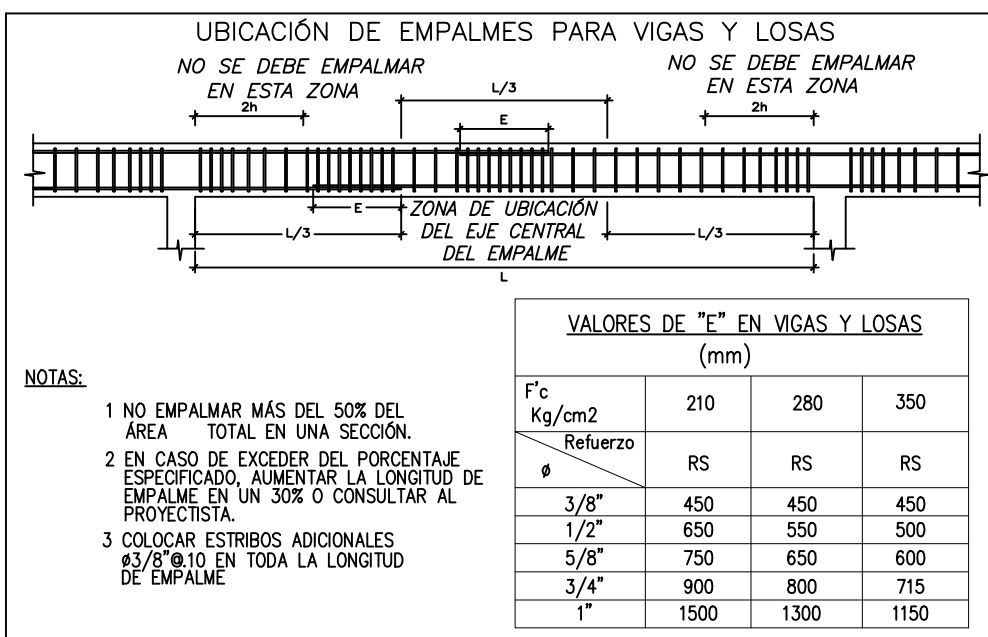 UBICACIÓN DE EMPALMES PARA VIGAS Y LOSAS
NO SE DEBE EMPALMAR
EN ESTA ZONA
2h
L/3
E
NO SE DEBE EMPALMAR
EN ESTA ZONA
2h
E
L/3
ZONA DE UBICACIÓN
DEL EJE CENTRAL
DEL EMPALME
L/3
L
NOTAS:
1 NO EMPALMAR MÁS DEL 50% DEL
ÁREA TOTAL EN UNA SECCIÓN.
2 EN CASO DE EXCEDER DEL PORCENTAJE
ESPECIFICADO, AUMENTAR LA LONGITUD DE
EMPALME EN UN 30% O CONSULTAR AL
PROYECTISTA.
3 COLOCAR ESTRIBOS ADICIONALES
ø3/8"@.10 EN TODA LA LONGITUD
DE EMPALME
VALORES DE "E" EN VIGAS Y LOSAS
(mm)
F'c
Kg/cm2 210 280 350
Refuerzo
ø RS RS RS
3/8" 450 450 450
1/2" 650 550 500
5/8" 750 650 600
3/4" 900 800 715
1" 1500 1300 1150